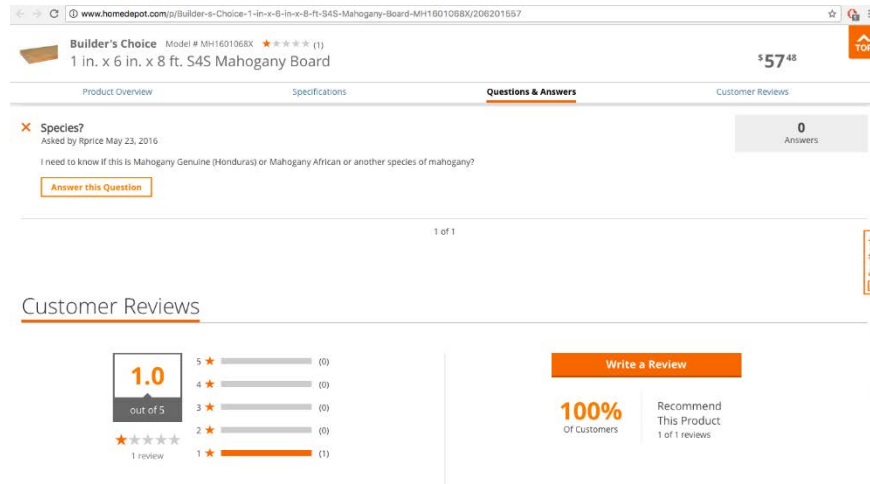 www.homedepot.com/p/Builder-s-Choice-1-in-x-6-in-x-8-ft-S4S-Mahogany-Board-MH1601068X/206201557
Builder's Choice Model # MH1601068X (1)
1 in. x 6 in. x 8 ft. S4S Mahogany Board
$57 48
TOP
Product Overview Specifications Questions & Answers Customer Reviews
Species?
Asked by Rprice May 23, 2016
I need to know if this is Mahogany Genuine (Honduras) or Mahogany African or another species of mahogany?
0
Answers
Answer this Question
1 of 1
Customer Reviews
1.0
out of 5
1 review
5 ★ (0)
4 ★ (0)
3 ★ (0)
2 ★ (0)
1 ★ (1)
Write a Review
100%
Of Customers
Recommend
This Product
1 of 1 reviews